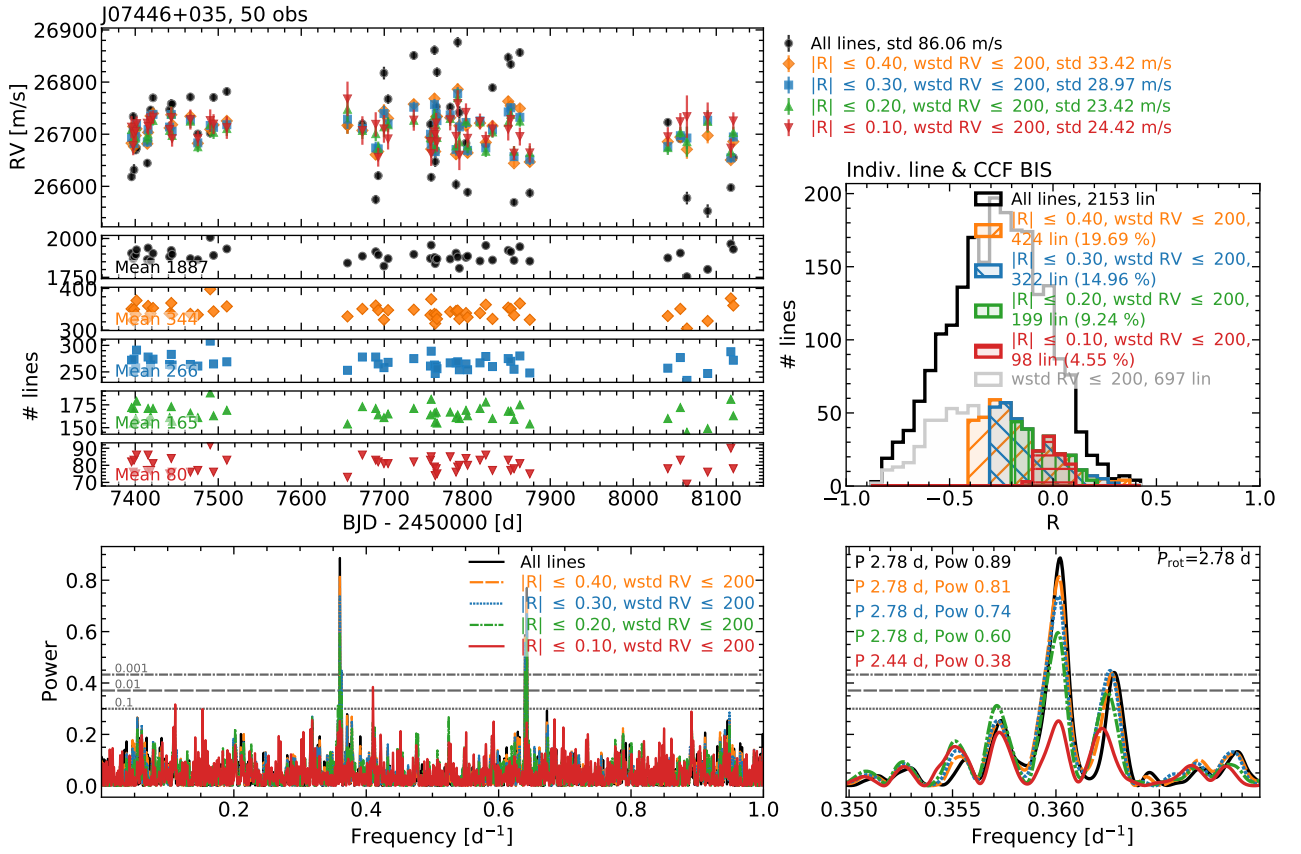 J07446+035, 50 obs
26900
26800
26700
26600
RV [m/s]
All lines, std 86.06 m/s
|R| ≤ 0.40, wstd RV ≤ 200, std 33.42 m/s
|R| ≤ 0.30, wstd RV ≤ 200, std 28.97 m/s
|R| ≤ 0.20, wstd RV ≤ 200, std 23.42 m/s
|R| ≤ 0.10, wstd RV ≤ 200, std 24.42 m/s
2000
1750
Mean 1887
400
300
Mean 344
300
250
Mean 266
175
150
Mean 165
90
80
70
Mean 80
# lines
7400 7500 7600 7700 7800 7900 8000 8100
BJD - 2450000 [d]
Indiv. line & CCF BIS
200
150
100
50
0
# lines
All lines, 2153 lin
|R| ≤ 0.40, wstd RV ≤ 200,
424 lin (19.69 %)
|R| ≤ 0.30, wstd RV ≤ 200,
322 lin (14.96 %)
|R| ≤ 0.20, wstd RV ≤ 200,
199 lin (9.24 %)
|R| ≤ 0.10, wstd RV ≤ 200,
98 lin (4.55 %)
wstd RV ≤ 200, 697 lin
−1.0 −0.5 0.0 0.5 1.0
R
0.8
0.6
0.4
0.2
0.0
Power
All lines
|R| ≤ 0.40, wstd RV ≤ 200
|R| ≤ 0.30, wstd RV ≤ 200
|R| ≤ 0.20, wstd RV ≤ 200
|R| ≤ 0.10, wstd RV ≤ 200
0.001
0.01
0.1
0.2 0.4 0.6 0.8 1.0
Frequency [d⁻¹]
P 2.78 d, Pow 0.89
P 2.78 d, Pow 0.81
P 2.78 d, Pow 0.74
P 2.78 d, Pow 0.60
P 2.44 d, Pow 0.38
Prot=2.78 d
0.350 0.355 0.360 0.365
Frequency [d⁻¹]